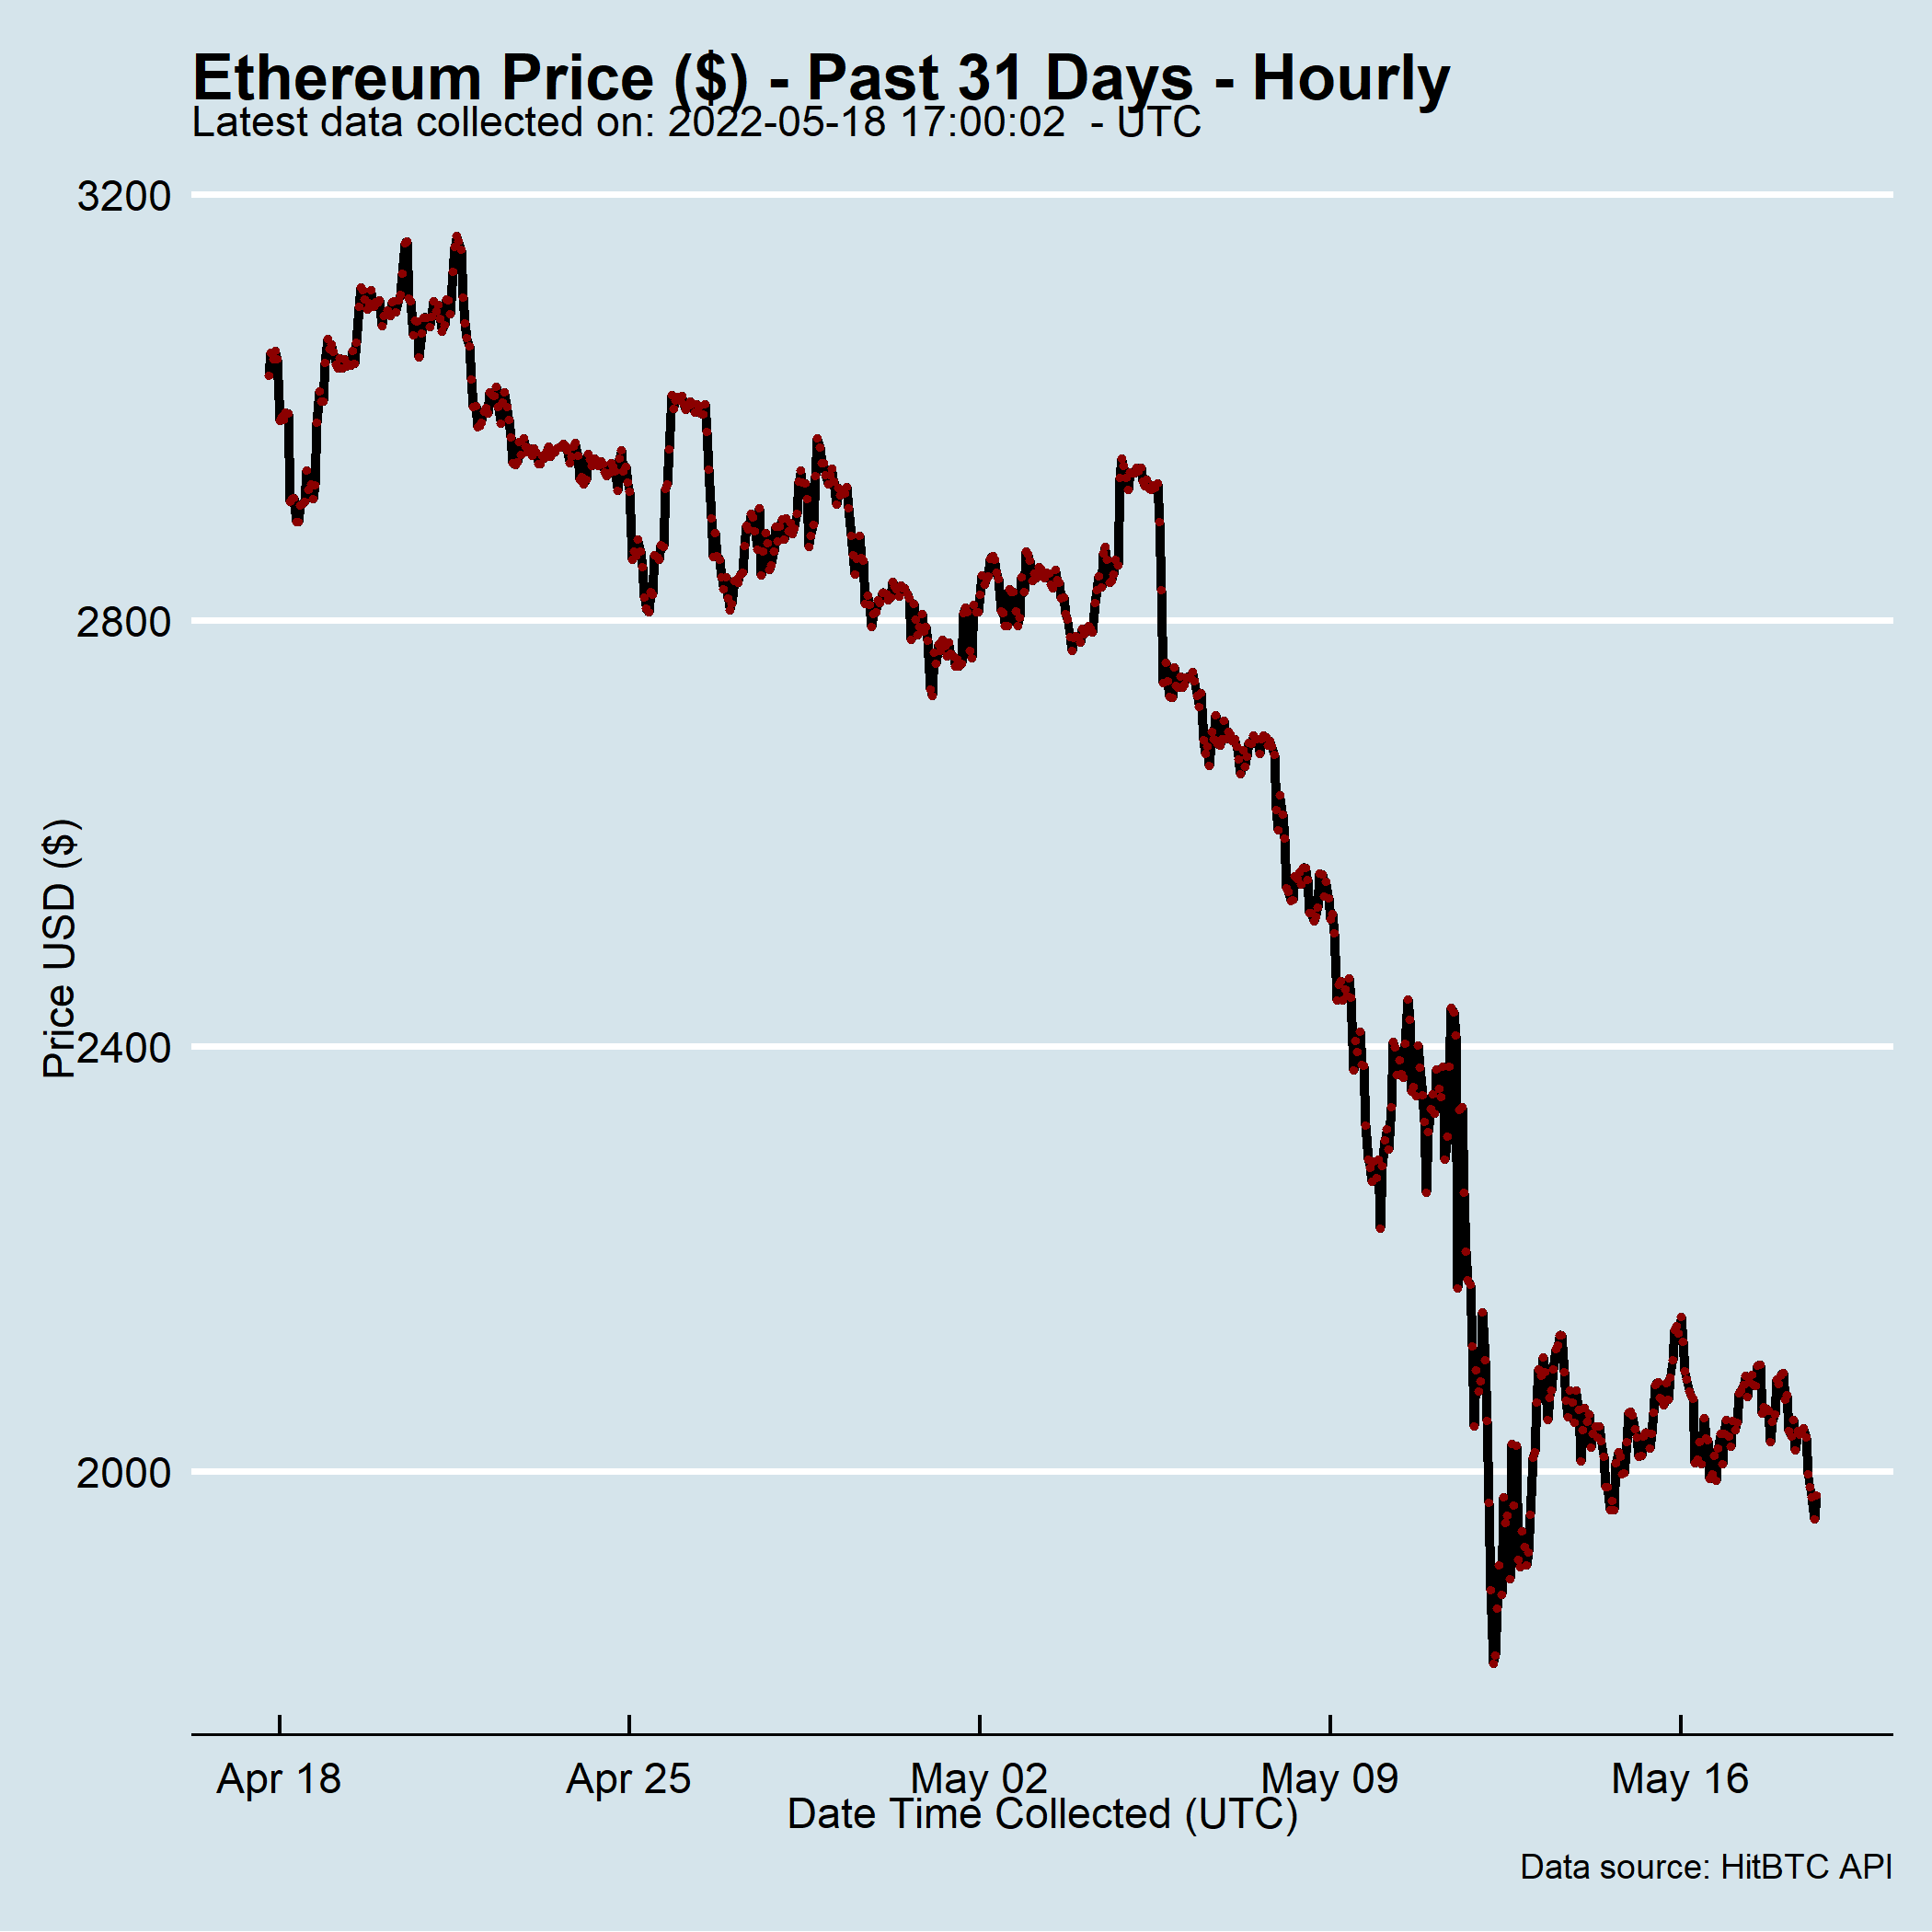 Ethereum Price ($) - Past 31 Days - Hourly
Latest data collected on: 2022-05-18 17:00:02  - UTC
3200
2800
2400
2000
Price USD ($)
Apr 18
Apr 25
May 02
May 09
May 16
Date Time Collected (UTC)
Data source: HitBTC API